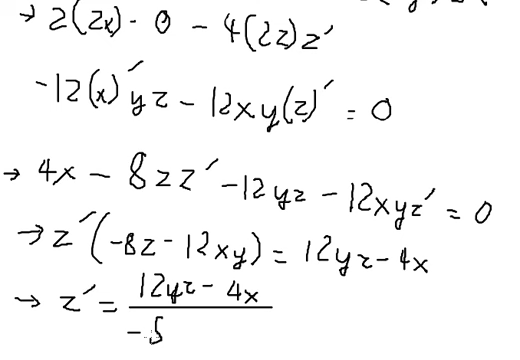 → 2(2x) - 0 - 4(2z)z'
-12(x)'yz - 12xy(z)' = 0
→ 4x - 8zz' - 12yz - 12xyz' = 0
→ z'(-8z - 12xy) = 12yz - 4x
→ z' = 12yz - 4x
-5